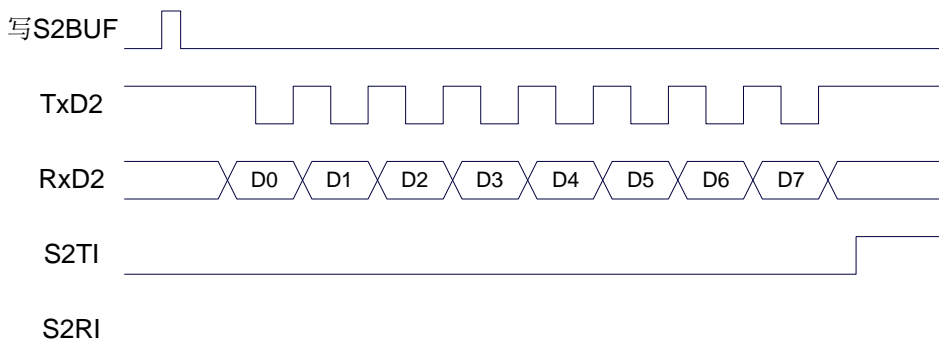 写S2BUF
TxD2
RxD2 D0 D1 D2 D3 D4 D5 D6 D7
S2TI
S2RI